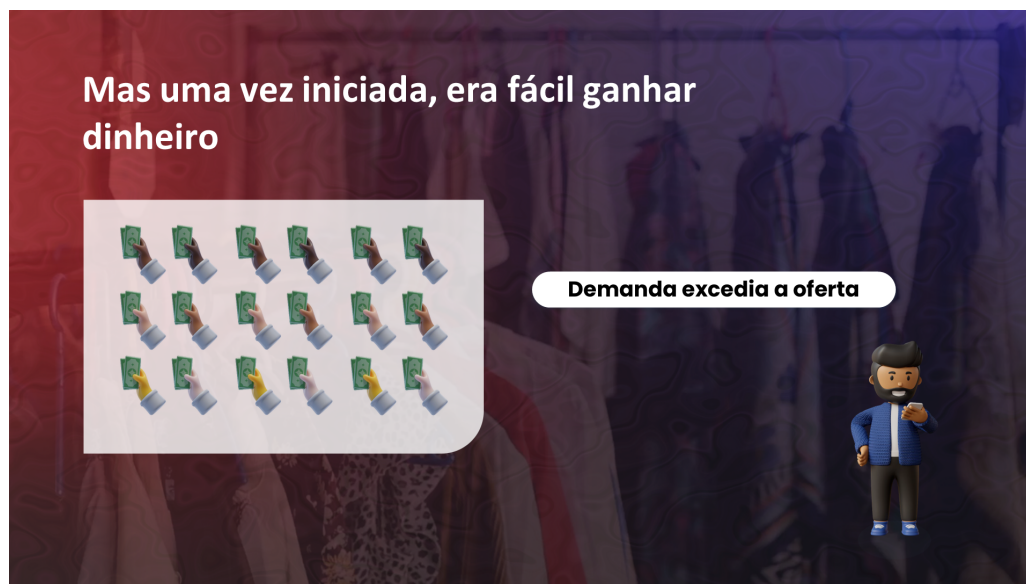 Mas uma vez iniciada, era fácil ganhar
dinheiro
Demanda excedia a oferta